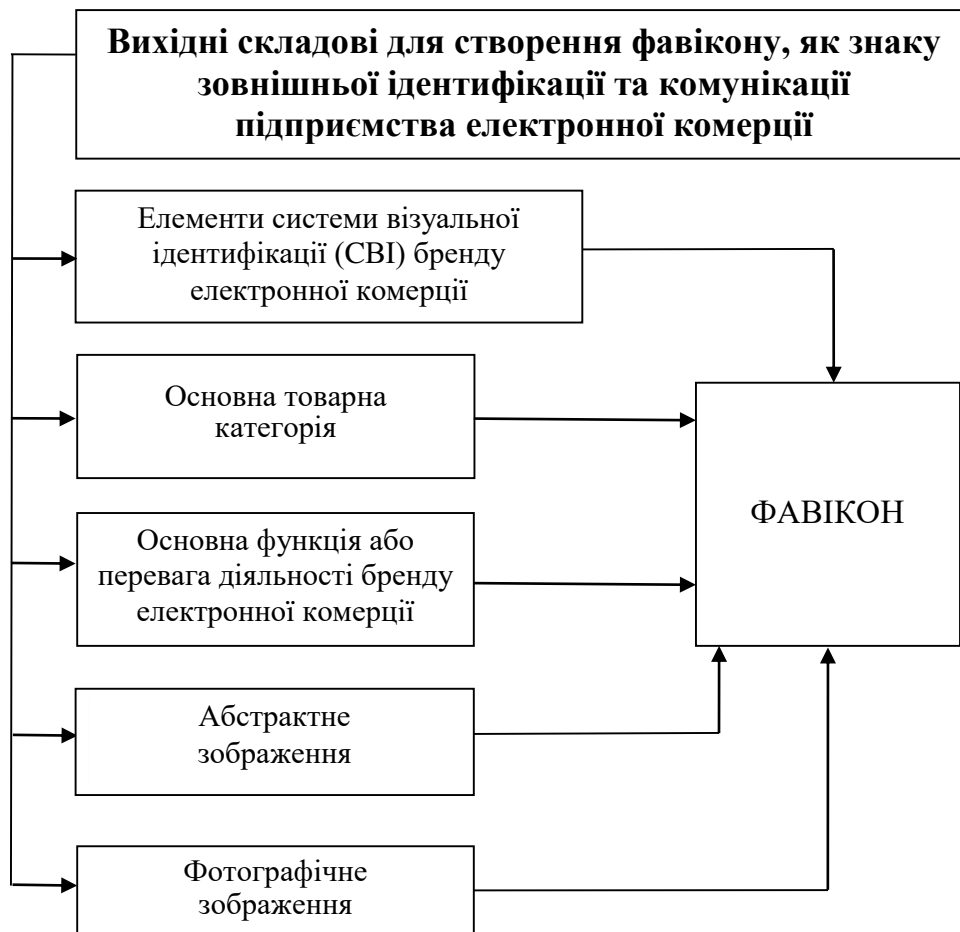 Вихідні складові для створення фавікону, як знаку
зовнішньої ідентифікації та комунікації
підприємства електронної комерції
Елементи системи візуальної
ідентифікації (СВІ) бренду
електронної комерції
Основна товарна
категорія
Основна функція або
перевага діяльності бренду
електронної комерції
ФАВІКОН
Абстрактне
зображення
Фотографічне
зображення